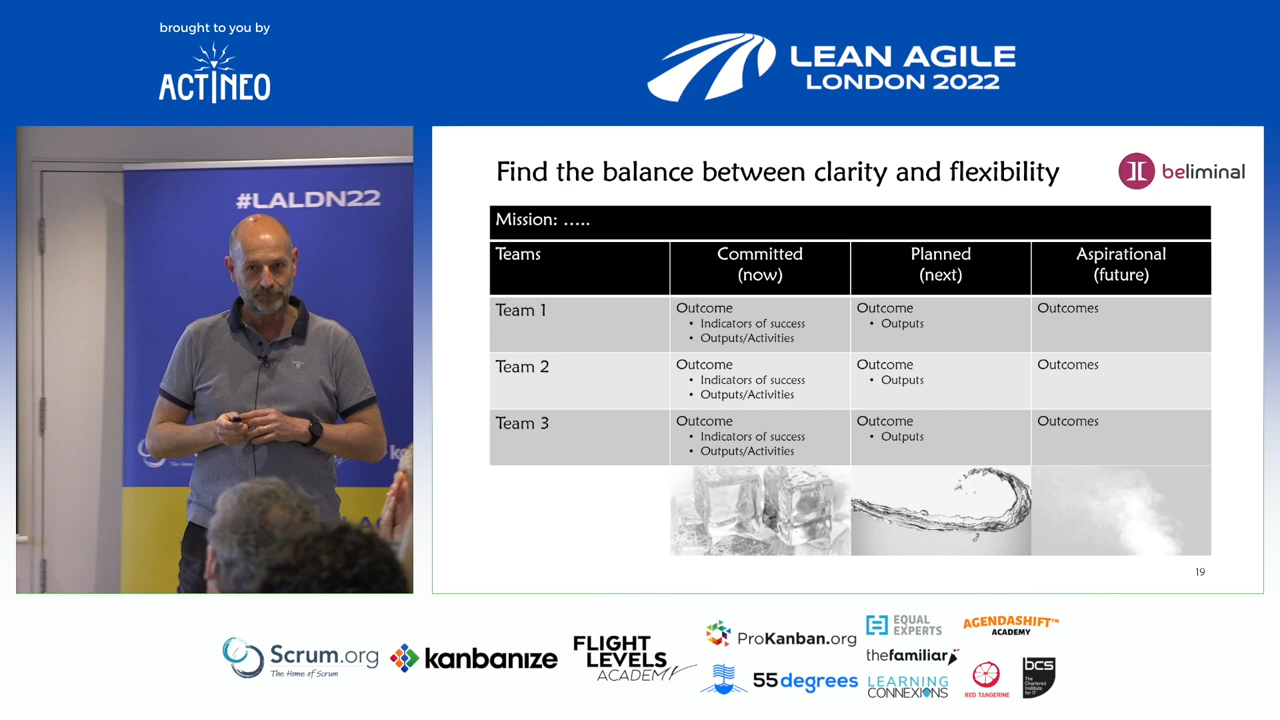 brought to you by
ACTINEO
LEAN AGILE
LONDON 2022
#LALDN22
Find the balance between clarity and flexibility
beliminal
Mission: .....
Teams
Committed
(now)
Planned
(next)
Aspirational
(future)
Team 1
Outcome
• Indicators of success
• Outputs/Activities
Outcome
• Outputs
Outcomes
Team 2
Outcome
• Indicators of success
• Outputs/Activities
Outcome
• Outputs
Outcomes
Team 3
Outcome
• Indicators of success
• Outputs/Activities
Outcome
• Outputs
Outcomes
19
Scrum.org
The Home of Scrum
kanbanize
FLIGHT
LEVELS
ACADEMY
ProKanban.org
55degrees
EQUAL
EXPERTS
thefamiliar
LEARNING
CONNEXIONS
AGENDASHIFT™
ACADEMY
RED TANGERINE
bcs
The
Chartered
Institute
for IT